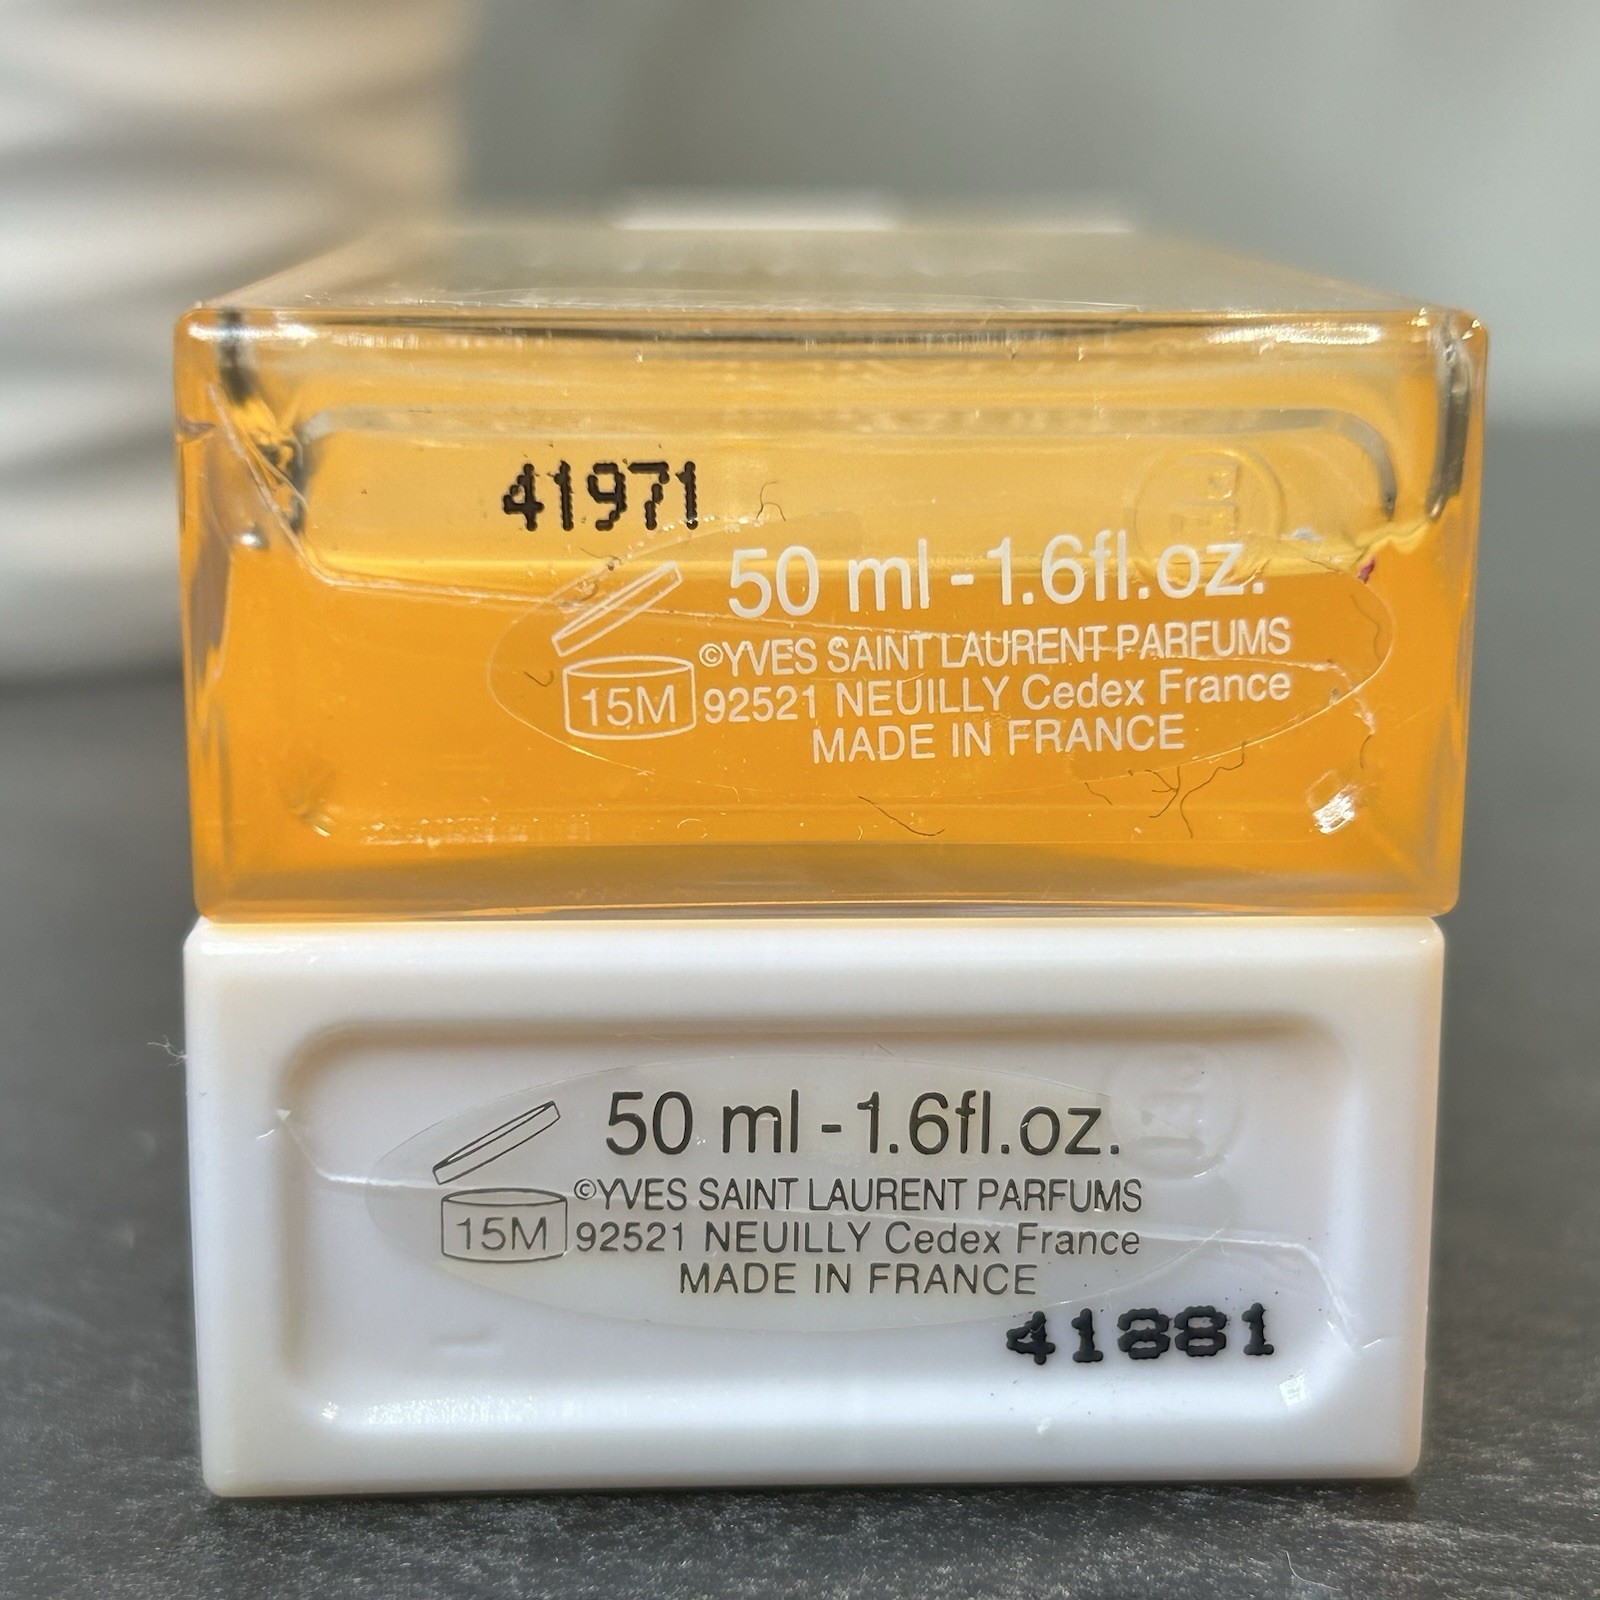 41971
50 ml - 1.6fl.oz.
15M
©YVES SAINT LAURENT PARFUMS
92521 NEUILLY Cedex France
MADE IN FRANCE
50 ml - 1.6fl.oz.
15M
©YVES SAINT LAURENT PARFUMS
92521 NEUILLY Cedex France
MADE IN FRANCE
41881